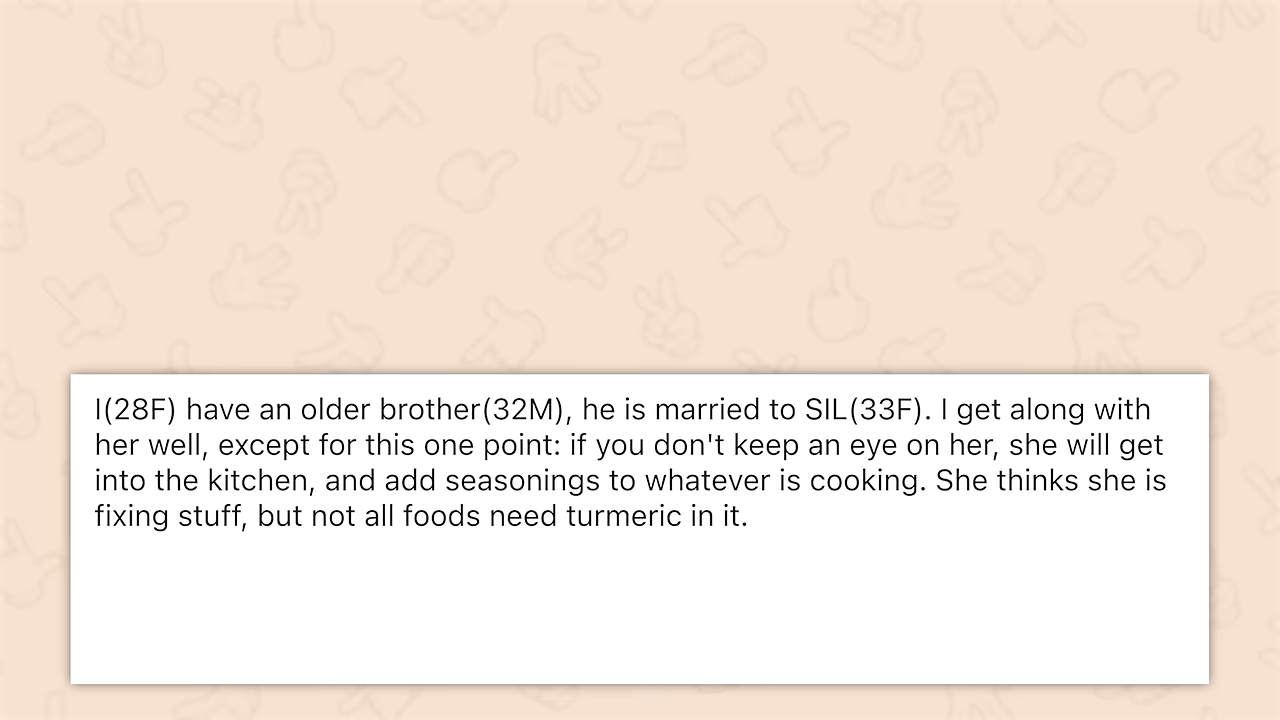 I(28F) have an older brother(32M), he is married to SIL(33F). I get along with
her well, except for this one point: if you don't keep an eye on her, she will get
into the kitchen, and add seasonings to whatever is cooking. She thinks she is
fixing stuff, but not all foods need turmeric in it.